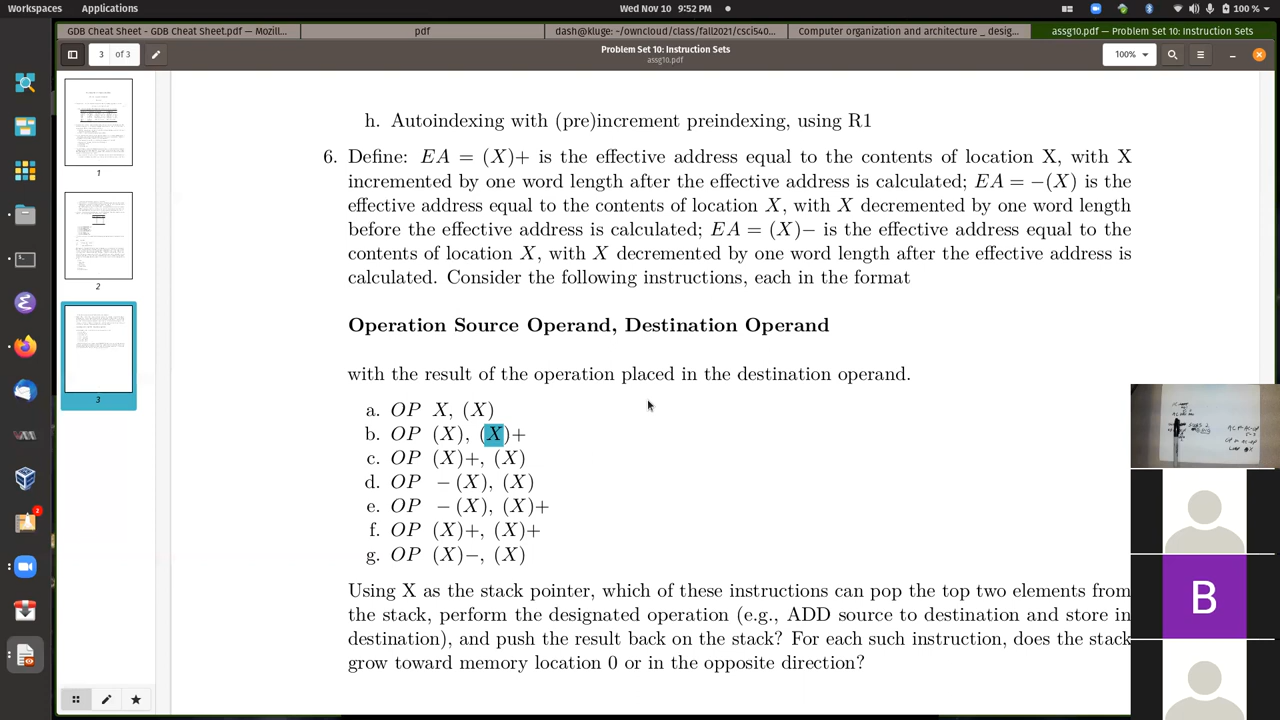 Workspaces Applications Wed Nov 10 9:52 PM 100 %
GDB Cheat Sheet - GDB Cheat Sheet.pdf — Mozill... pdf dash@kluge: ~/owncloud/class/fall2021/csci540... computer organization and architecture _ desig... assg10.pdf — Problem Set 10: Instruction Sets
3 of 3 Problem Set 10: Instruction Sets 100%
assg10.pdf
h. Autoindexing with (pre)increment preindexing using R1
6. Define: EA = (X)+ is the effective address equal to the contents of location X, with X
incremented by one word length after the effective address is calculated; EA = −(X) is the
effective address equal to the contents of location X, with X decremented by one word length
before the effective address is calculated; EA = (X)− is the effective address equal to the
contents of location X, with X decremented by one word length after the effective address is
calculated. Consider the following instructions, each in the format
Operation Source Operand, Destination Operand
with the result of the operation placed in the destination operand.
a. OP X, (X)
b. OP (X), (X)+
c. OP (X)+, (X)
d. OP − (X), (X)
e. OP − (X), (X)+
f. OP (X)+, (X)+
g. OP (X)−, (X)
Using X as the stack pointer, which of these instructions can pop the top two elements from
the stack, perform the designated operation (e.g., ADD source to destination and store in
destination), and push the result back on the stack? For each such instruction, does the stack
grow toward memory location 0 or in the opposite direction?
1
2
3
2
B